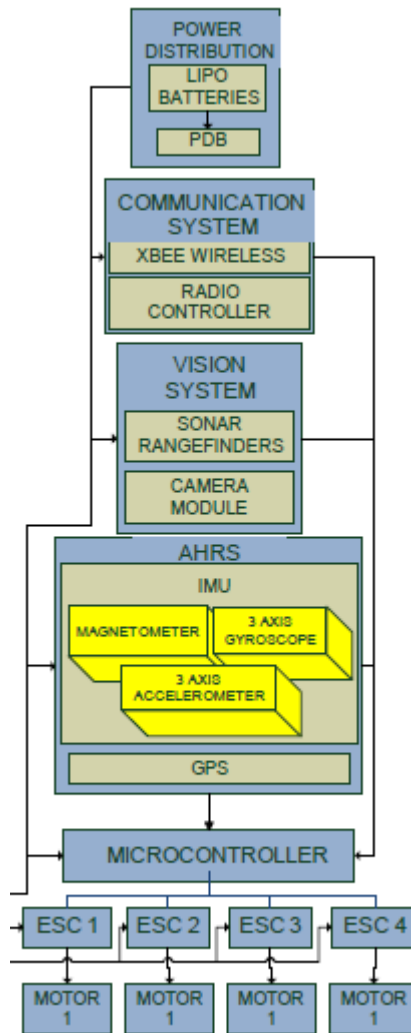 POWER
DISTRIBUTION
LIPO
BATTERIES
PDB
COMMUNICATION
SYSTEM
XBEE WIRELESS
RADIO
CONTROLLER
VISION
SYSTEM
SONAR
RANGEFINDERS
CAMERA
MODULE
AHRS
IMU
MAGNETOMETER
3 AXIS
GYROSCOPE
3 AXIS
ACCELEROMETER
GPS
MICROCONTROLLER
ESC 1 ESC 2 ESC 3 ESC 4
MOTOR MOTOR MOTOR MOTOR
1 1 1 1